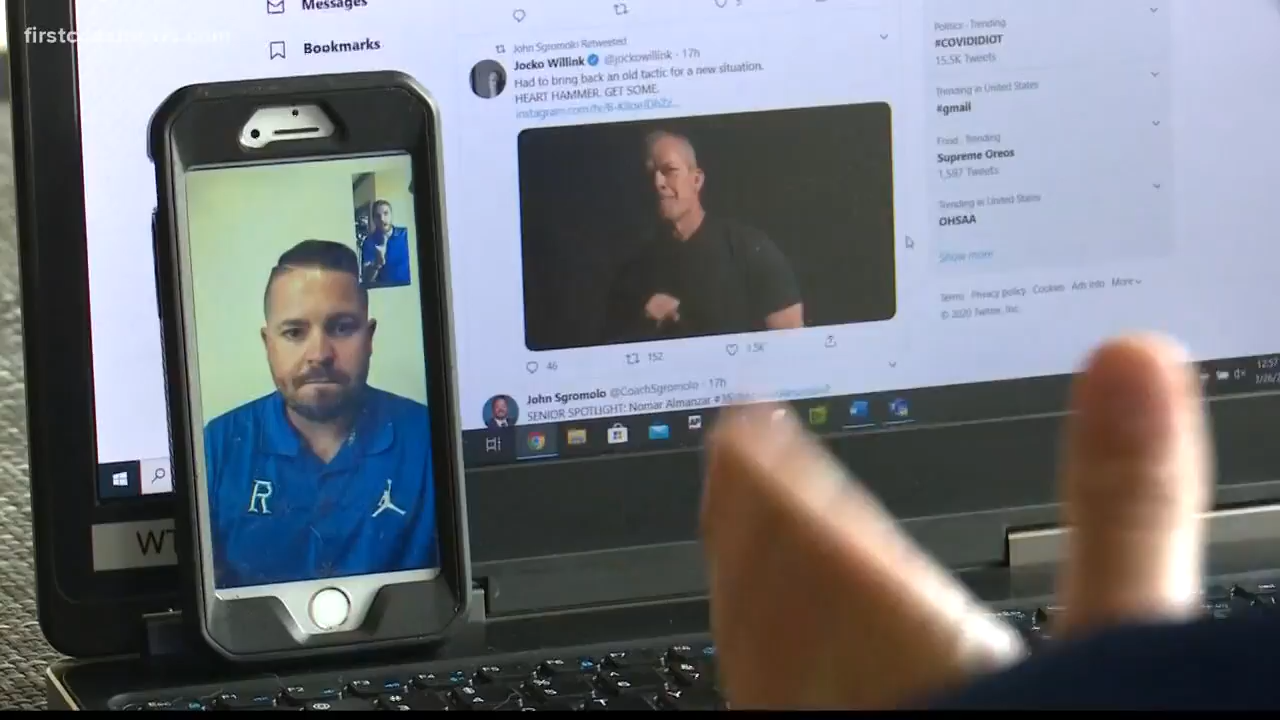 firstcoastnews.com
Messages
Bookmarks
John Sgromolo Retweeted
Jocko Willink @jockowillink · 17h
Had to bring back an old tactic for a new situation.
HEART HAMMER. GET SOME.
46
152
1.5K
John Sgromolo @CoachSgromolo · 17h
SENIOR SPOTLIGHT: Nomar Almanzar
Politics · Trending
#COVIDIDIOT
15.5K Tweets
Trending in United States
#gmail
Food · Trending
Supreme Oreos
1,587 Tweets
Trending in United States
OHSAA
Show more
Terms Privacy policy Cookies Ads info More
© 2020 Twitter, Inc.
12:57
R
WT